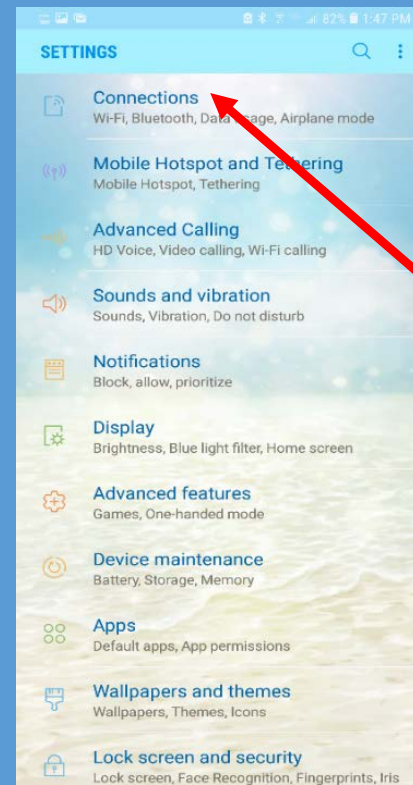 82% 1:47 PM
SETTINGS
Connections
Wi-Fi, Bluetooth, Data usage, Airplane mode
Mobile Hotspot and Tethering
Mobile Hotspot, Tethering
Advanced Calling
HD Voice, Video calling, Wi-Fi calling
Sounds and vibration
Sounds, Vibration, Do not disturb
Notifications
Block, allow, prioritize
Display
Brightness, Blue light filter, Home screen
Advanced features
Games, One-handed mode
Device maintenance
Battery, Storage, Memory
Apps
Default apps, App permissions
Wallpapers and themes
Wallpapers, Themes, Icons
Lock screen and security
Lock screen, Face Recognition, Fingerprints, Iris